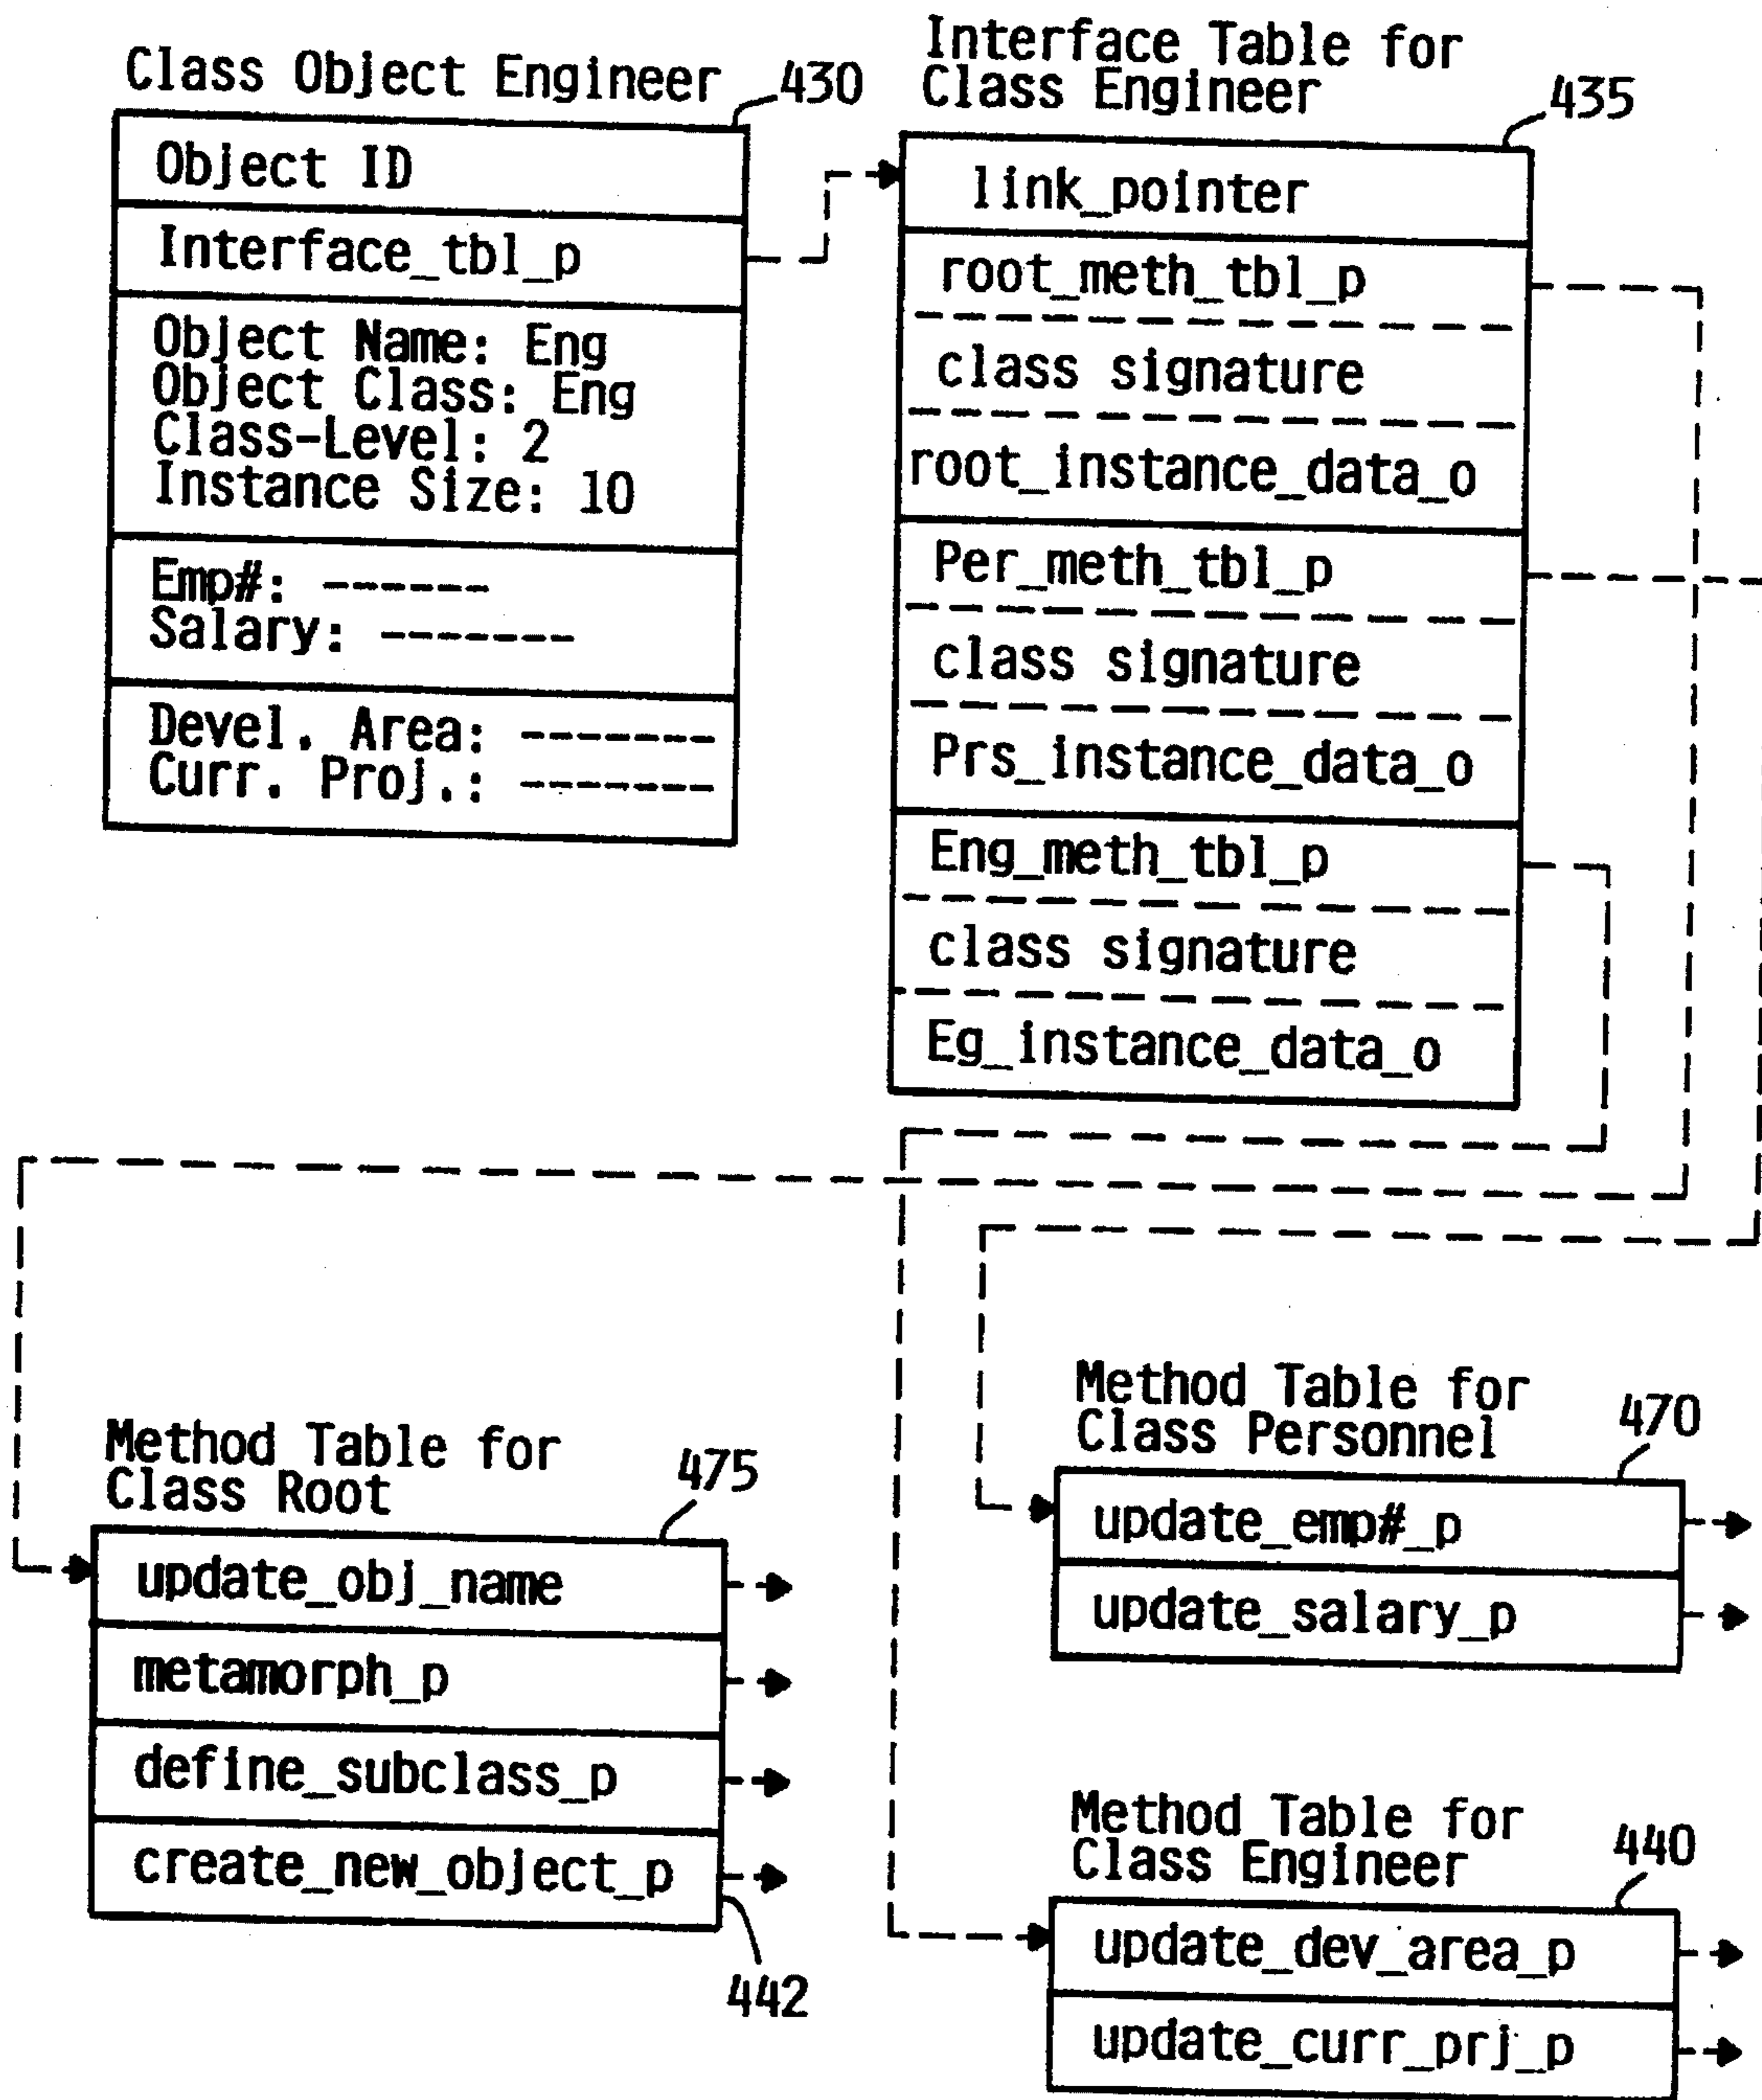 Class Object Engineer
430
Object ID
Interface_tbl_p
Object Name: Eng
Object Class: Eng
Class-Level: 2
Instance Size: 10
Emp#: ------
Salary: -------
Devel. Area: -------
Curr. Proj.: -------
Interface Table for
Class Engineer
435
link_pointer
root_meth_tbl_p
class signature
root_instance_data_o
Per_meth_tbl_p
class signature
Prs_instance_data_o
Eng_meth_tbl_p
class signature
Eg_instance_data_o
Method Table for
Class Root
475
update_obj_name
metamorph_p
define_subclass_p
create_new_object_p
442
Method Table for
Class Personnel
470
update_emp#_p
update_salary_p
Method Table for
Class Engineer
440
update_dev_area_p
update_curr_prj_p